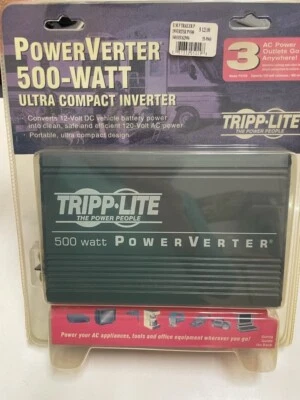 POWERVERTER
500-WATT
ULTRA COMPACT INVERTER
Converts 12-Volt DC vehicle battery power
into clean, safe and efficient 120-Volt AC power.
Portable, ultra compact design.
3
AC Power
Outlets Go
Anywhere!
TRIPP·LITE
THE POWER PEOPLE
TRIPP·LITE
THE POWER PEOPLE
500 watt POWERVERTER®
Power your AC appliances, tools and office equipment wherever you go!